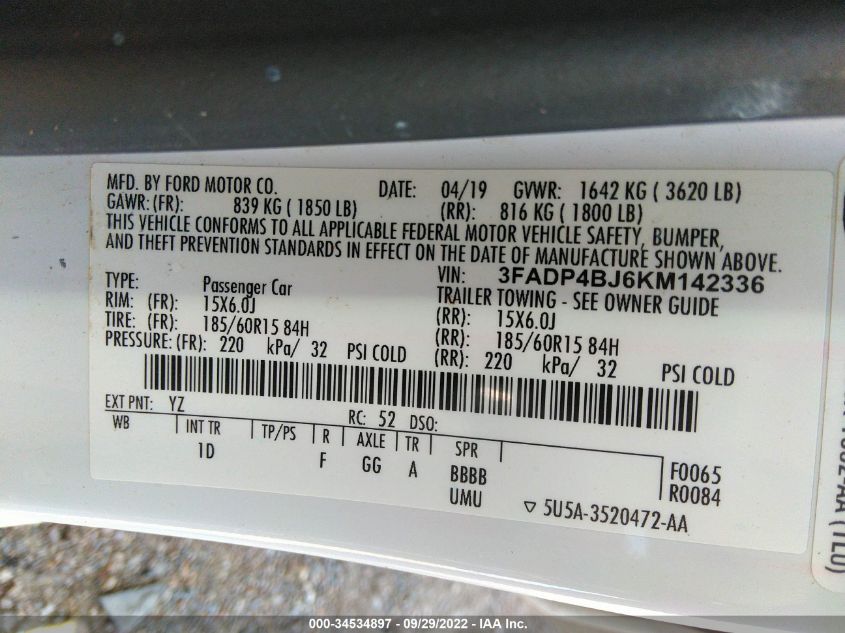 MFD. BY FORD MOTOR CO. DATE: 04/19 GVWR: 1642 KG ( 3620 LB)
GAWR: (FR): 839 KG ( 1850 LB) (RR): 816 KG ( 1800 LB)
THIS VEHICLE CONFORMS TO ALL APPLICABLE FEDERAL MOTOR VEHICLE SAFETY, BUMPER,
AND THEFT PREVENTION STANDARDS IN EFFECT ON THE DATE OF MANUFACTURE SHOWN ABOVE.
VIN: 3FADP4BJ6KM142336
TYPE: Passenger Car TRAILER TOWING - SEE OWNER GUIDE
RIM: (FR): 15X6.0J (RR): 15X6.0J
TIRE: (FR): 185/60R15 84H (RR): 185/60R15 84H
PRESSURE: (FR): 220 kPa/ 32 PSI COLD (RR): 220 kPa/ 32 PSI COLD
EXT PNT: YZ RC: 52 DSO:
WB INT TR TP/PS R AXLE TR SPR
1D F GG A BBBB F0065
UMU R0084
▽ 5U5A-3520472-AA
000-34534897 - 09/29/2022 - IAA Inc.